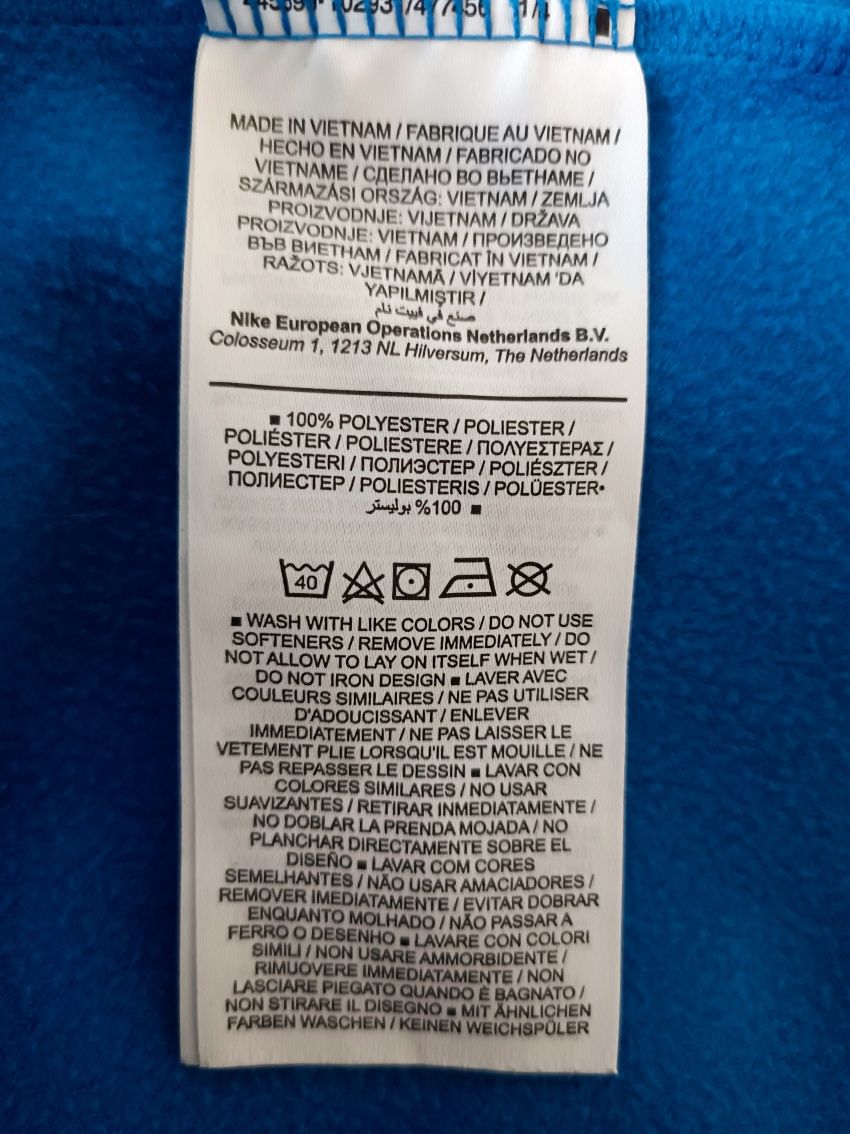 MADE IN VIETNAM / FABRIQUE AU VIETNAM /
HECHO EN VIETNAM / FABRICADO NO
VIETNAME / СДЕЛАНО ВО ВЬЕТНАМЕ /
SZÁRMAZÁSI ORSZÁG: VIETNAM / ZEMLJA
PROIZVODNJE: VIJETNAM / DRŽAVA
PROIZVODNJE: VIETNAM / ПРОИЗВЕДЕНО
ВЪВ ВИЕТНАМ / FABRICAT ÎN VIETNAM /
RAŽOTS: VJETNAMĀ / VİYETNAM 'DA
YAPILMIŞTIR /
صنع في فييت نام
Nike European Operations Netherlands B.V.
Colosseum 1, 1213 NL Hilversum, The Netherlands
■ 100% POLYESTER / POLIESTER /
POLIÉSTER / POLIESTERE / ΠΟΛΥΕΣΤΕΡΑΣ /
POLYESTERI / ПОЛИЭСТЕР / POLIÉSZTER /
ПОЛИЕСТЕР / POLIESTERIS / POLÜESTER•
■ 100% بوليستر
40
■ WASH WITH LIKE COLORS / DO NOT USE
SOFTENERS / REMOVE IMMEDIATELY / DO
NOT ALLOW TO LAY ON ITSELF WHEN WET /
DO NOT IRON DESIGN ■ LAVER AVEC
COULEURS SIMILAIRES / NE PAS UTILISER
D'ADOUCISSANT / ENLEVER
IMMEDIATEMENT / NE PAS LAISSER LE
VETEMENT PLIE LORSQU'IL EST MOUILLE / NE
PAS REPASSER LE DESSIN ■ LAVAR CON
COLORES SIMILARES / NO USAR
SUAVIZANTES / RETIRAR INMEDIATAMENTE /
NO DOBLAR LA PRENDA MOJADA / NO
PLANCHAR DIRECTAMENTE SOBRE EL
DISEÑO ■ LAVAR COM CORES
SEMELHANTES / NÃO USAR AMACIADORES /
REMOVER IMEDIATAMENTE / EVITAR DOBRAR
ENQUANTO MOLHADO / NÃO PASSAR A
FERRO O DESENHO ■ LAVARE CON COLORI
SIMILI / NON USARE AMMORBIDENTE /
RIMUOVERE IMMEDIATAMENTE / NON
LASCIARE PIEGATO QUANDO È BAGNATO /
NON STIRARE IL DISEGNO ■ MIT ÄHNLICHEN
FARBEN WASCHEN / KEINEN WEICHSPÜLER